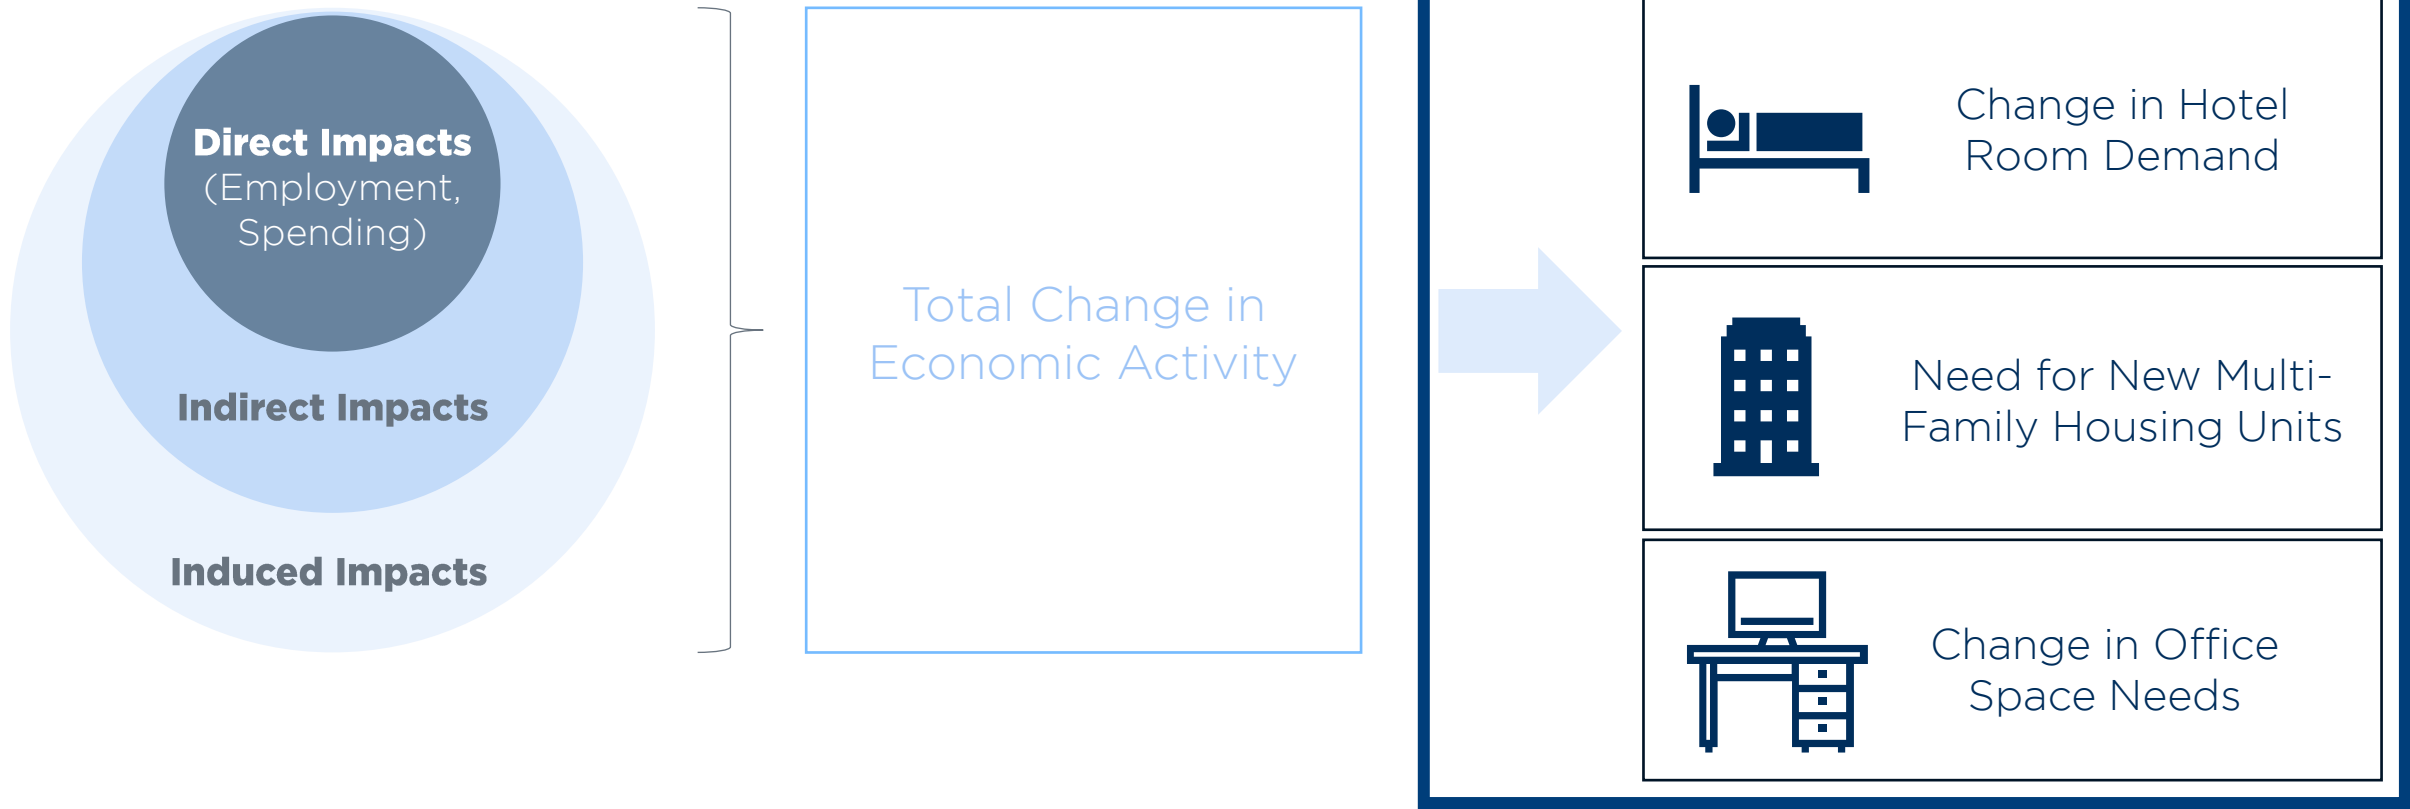 Direct Impacts
(Employment,
Spending)
Indirect Impacts
Induced Impacts
Total Change in
Economic Activity
Change in Hotel
Room Demand
Need for New Multi-
Family Housing Units
Change in Office
Space Needs